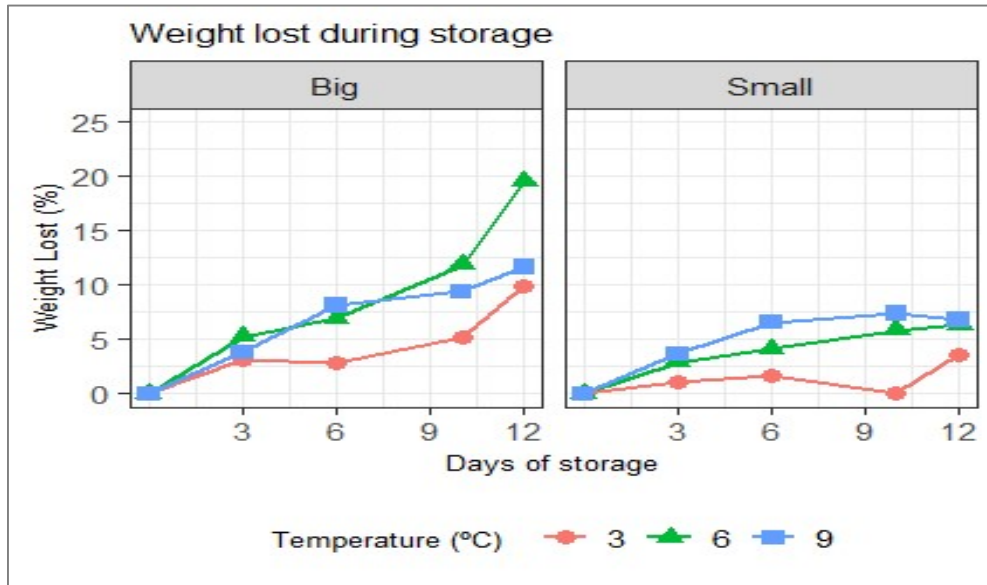 Weight lost during storage
Big
Small
Weight Lost (%)
25
20
15
10
5
0
3 6 9 12
3 6 9 12
Days of storage
Temperature (ºC) 3 6 9